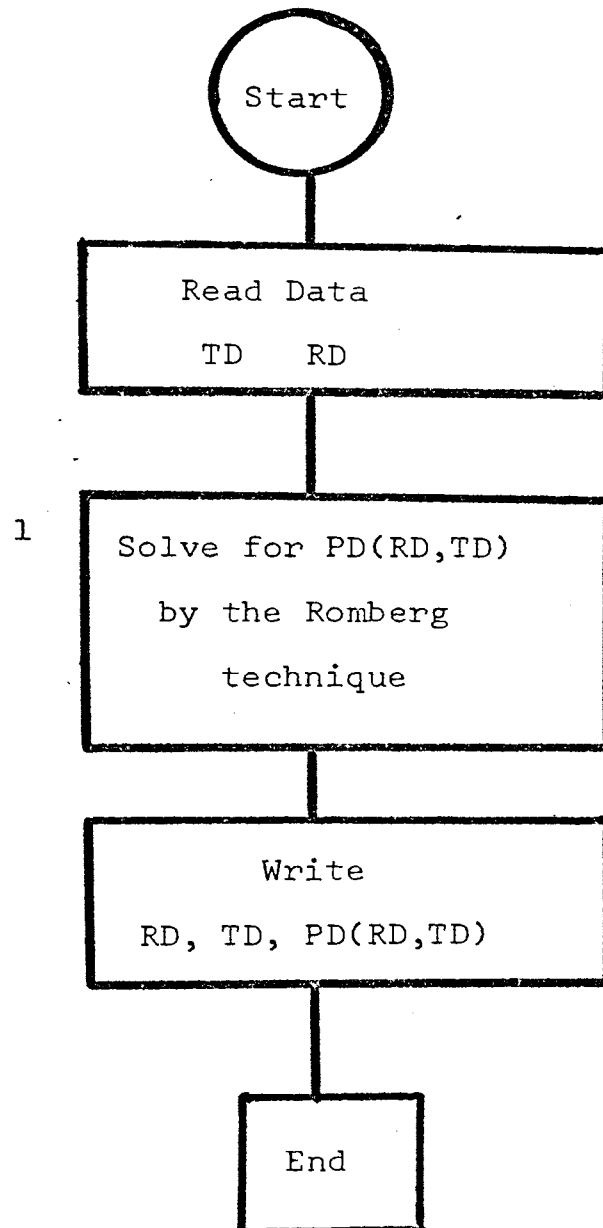 Start
Read Data
TD RD
1
Solve for PD(RD,TD)
by the Romberg
technique
Write
RD, TD, PD(RD,TD)
End